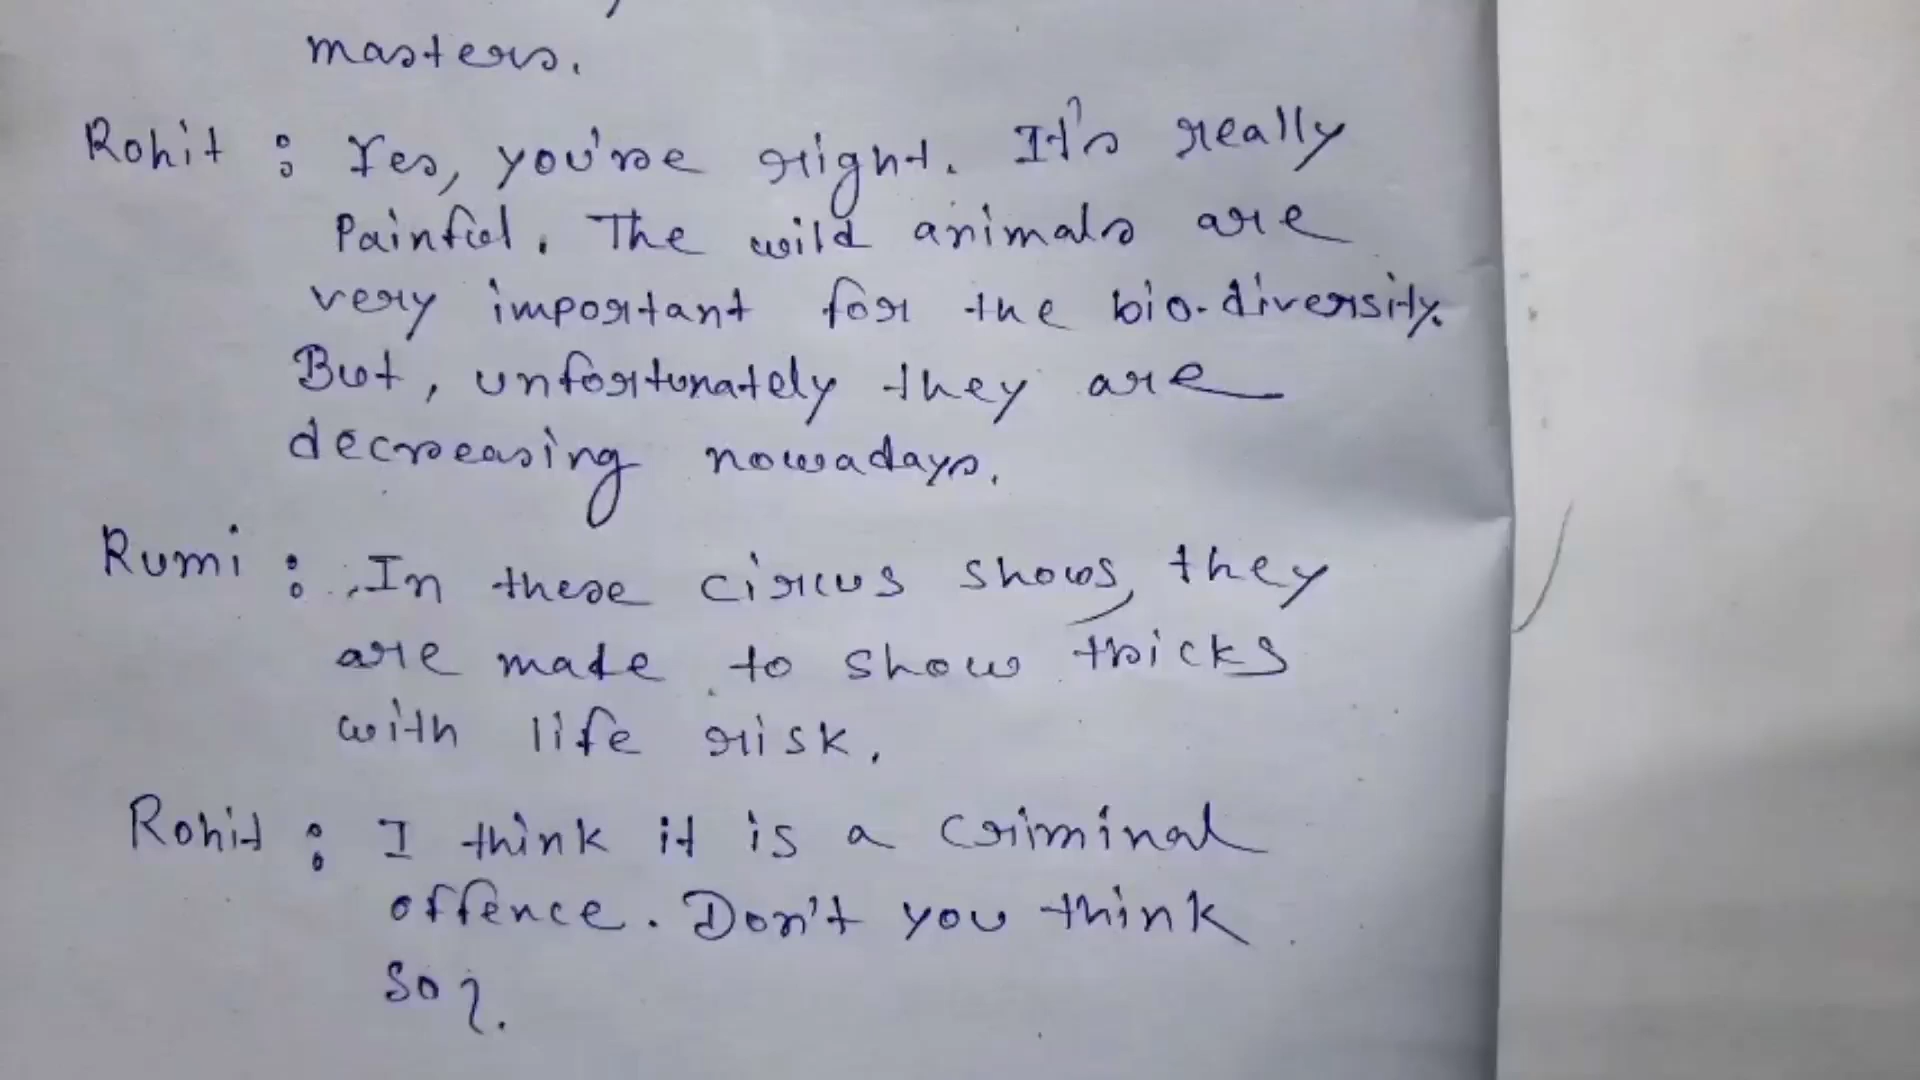 masters.
Rohit : Yes, you're right. It's really
Painful. The wild animals are
very important for the bio-diversity.
But, unfortunately they are
decreasing nowadays.
Rumi : In these circus shows, they
are made to show tricks
with life risk.
Rohit : I think it is a criminal
offence. Don't you think
so?